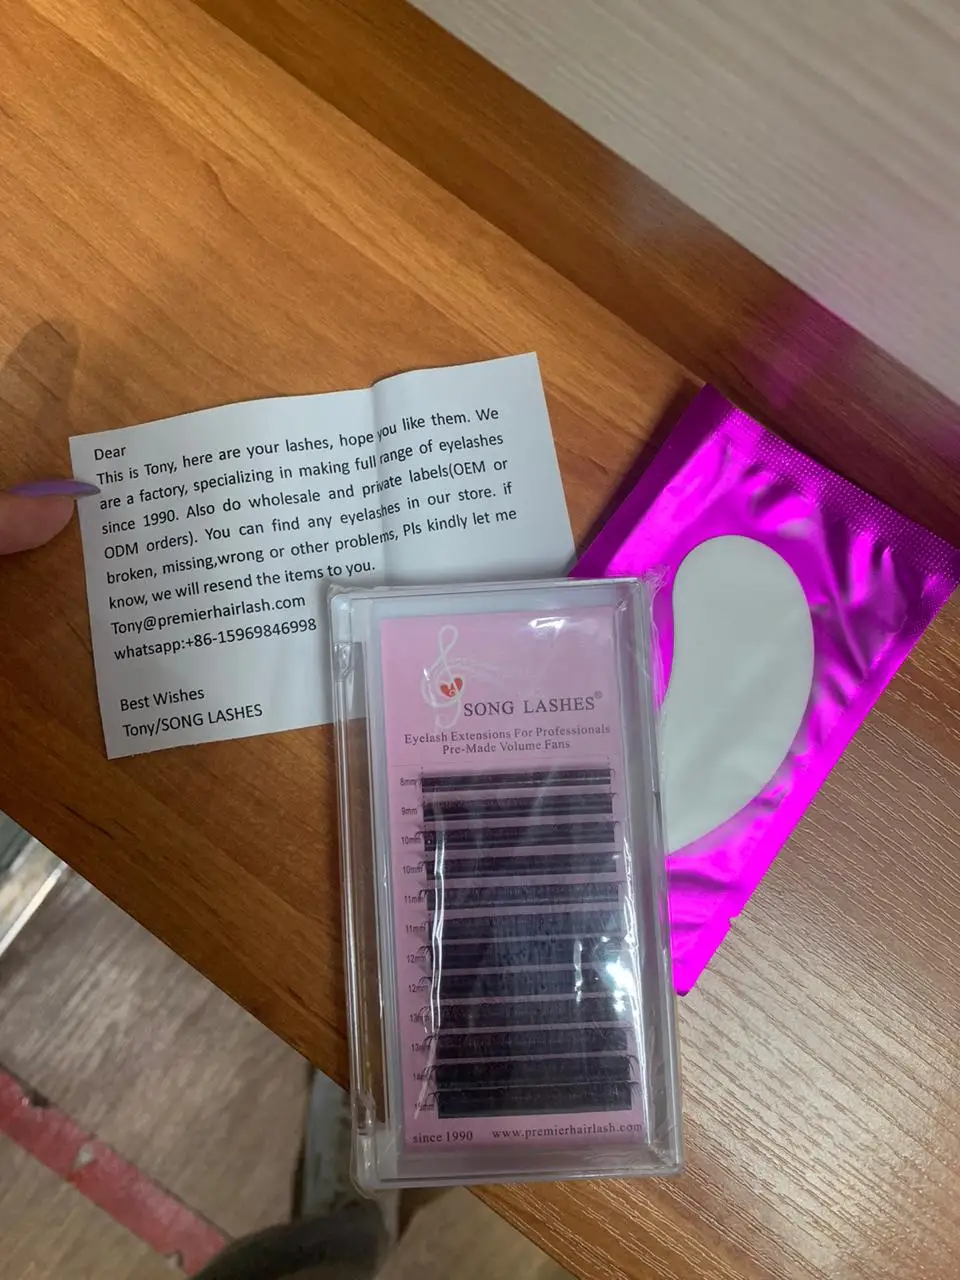 Dear
This is Tony, here are your lashes, hope you like them. We
are a factory, specializing in making full range of eyelashes
since 1990. Also do wholesale and private labels(OEM or
ODM orders). You can find any eyelashes in our store. if
broken, missing,wrong or other problems, Pls kindly let me
know, we will resend the items to you.
Tony@premierhairlash.com
whatsapp:+86-15969846998
Best Wishes
Tony/SONG LASHES
SONG LASHES®
Eyelash Extensions For Professionals
Pre-Made Volume Fans
8mm
9mm
10mm
10mm
11mm
11mm
12mm
12mm
13mm
13mm
since 1990 www.premierhairlash.com